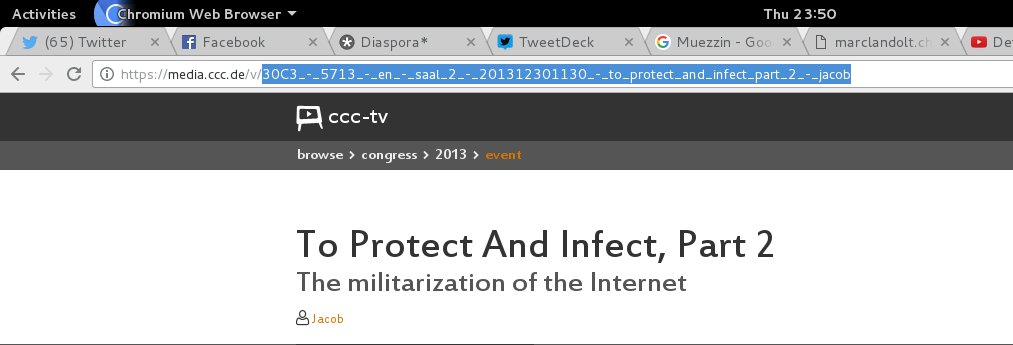 Activities Chromium Web Browser Thu 23:50
(65) Twitter × Facebook × Diaspora* × TweetDeck × Muezzin - Goo × marclandolt.ch × Det
https://media.ccc.de/v/30C3_-_5713_-_en_-_saal_2_-_201312301130_-_to_protect_and_infect_part_2_-_jacob
ccc-tv
browse > congress > 2013 > event
To Protect And Infect, Part 2
The militarization of the Internet
Jacob